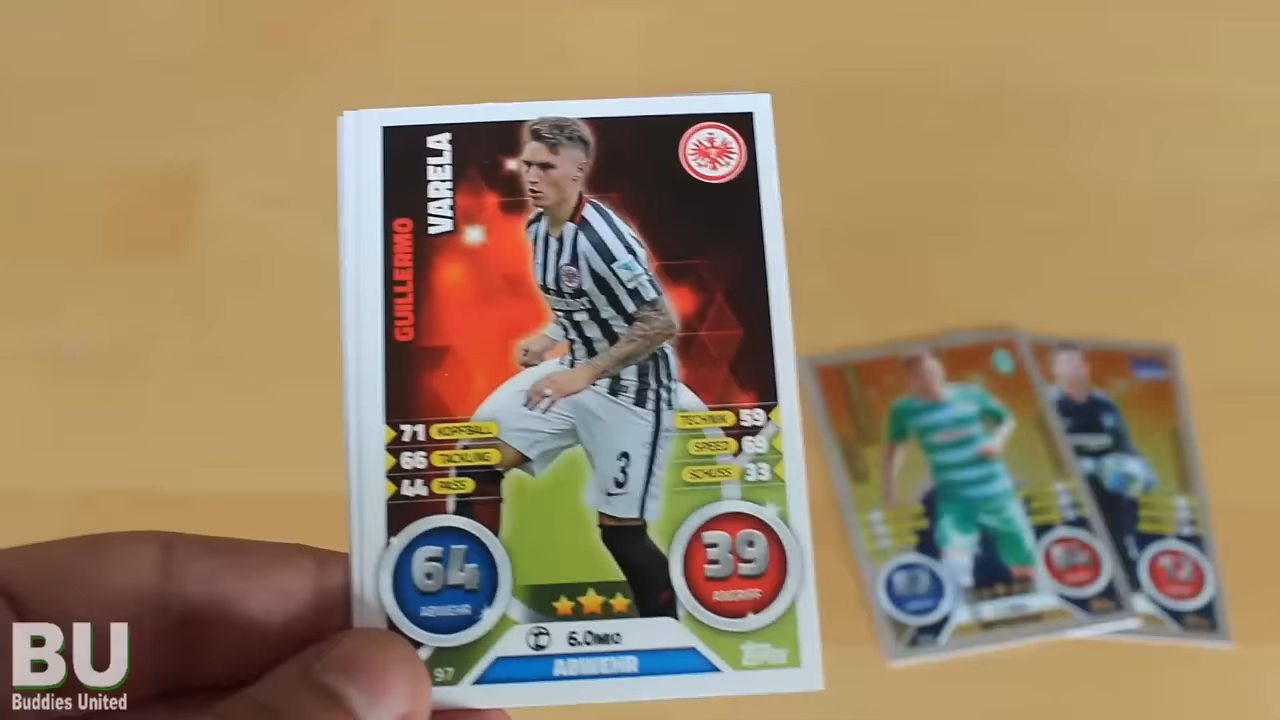 GUILLERMO
VARELA
71 KOPFBALL
66 TACKLING
44 PASS
TECHNIK 59
SPEED 69
SCHUSS 33
3
64
ABWEHR
39
ANGRIFF
6.0MIO
ABWEHR
97
Topps
BU
Buddies United